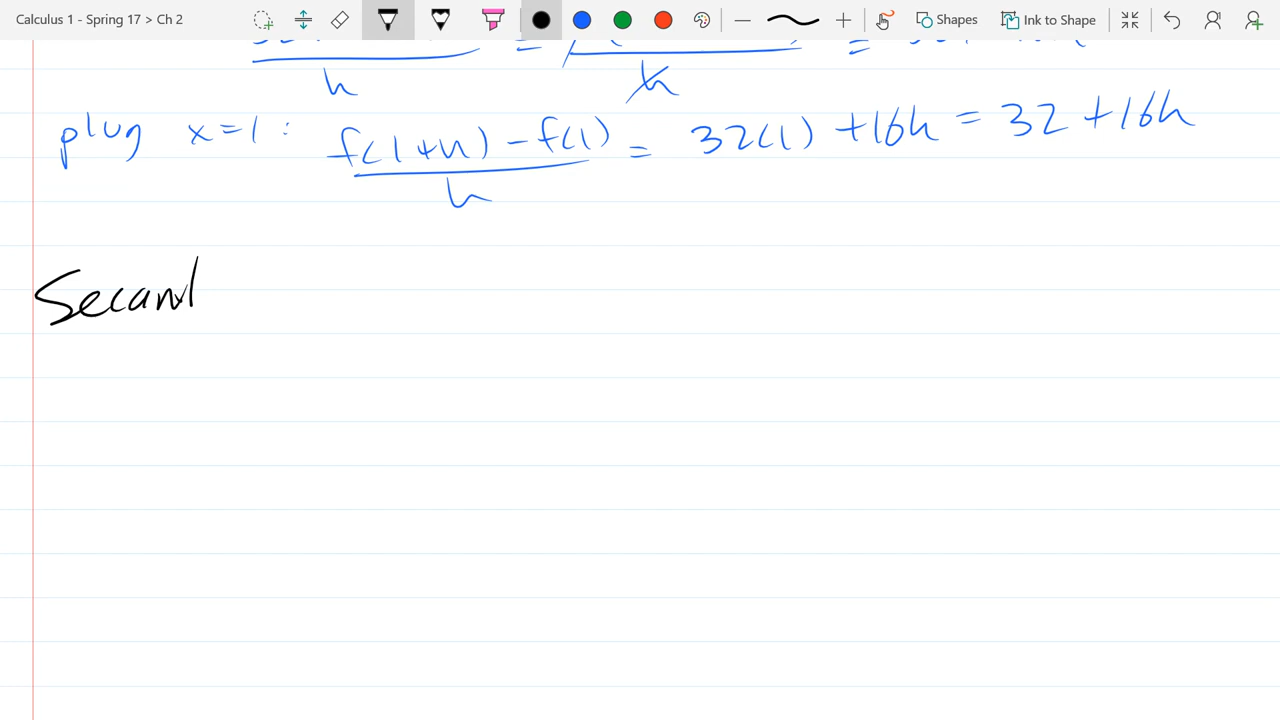 Calculus 1 - Spring 17 > Ch 2 Shapes Ink to Shape
h h
plug x=1: f(1+h) - f(1) / h = 32(1) + 16h = 32 + 16h
Secant